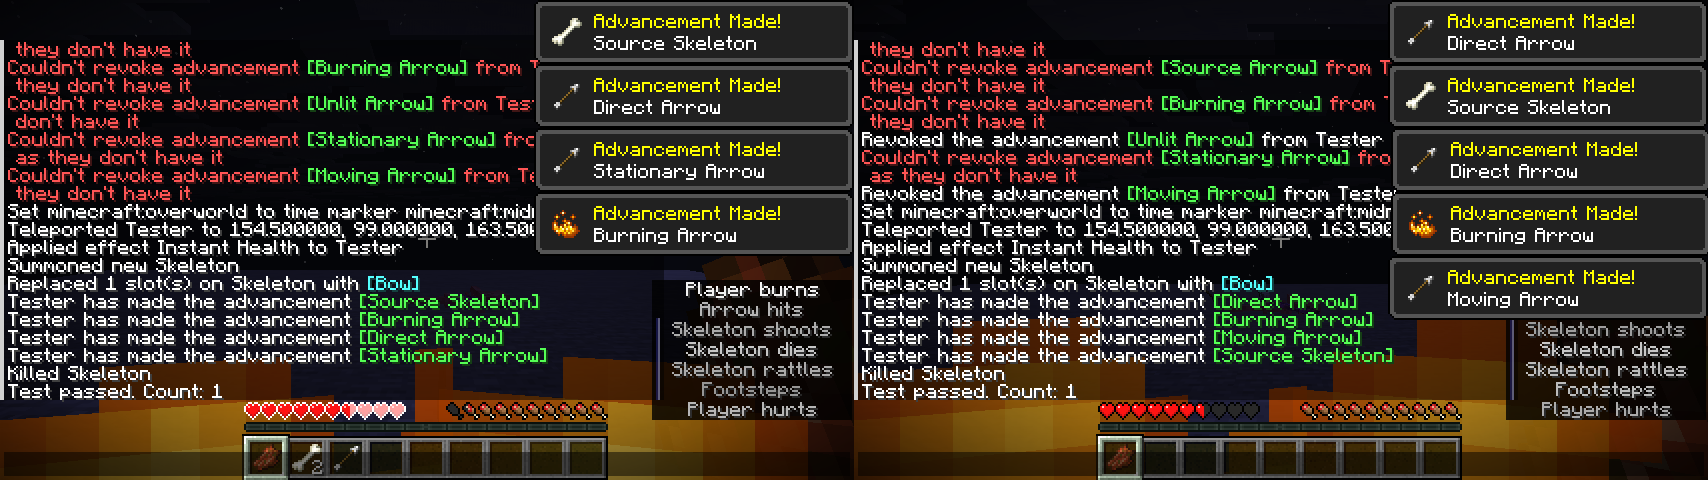 they don't have it
Couldn't revoke advancement [Burning Arrow] from T
they don't have it
Couldn't revoke advancement [Unlit Arrow] from Tes
don't have it
Couldn't revoke advancement [Stationary Arrow] fro
as they don't have it
Couldn't revoke advancement [Moving Arrow] from Te
they don't have it
Set minecraft:overworld to time marker minecraft:midn
Teleported Tester to 154.500000, 99.000000, 163.500
Applied effect Instant Health to Tester
Summoned new Skeleton
Replaced 1 slot(s) on Skeleton with [Bow]
Tester has made the advancement [Source Skeleton]
Tester has made the advancement [Burning Arrow]
Tester has made the advancement [Direct Arrow]
Tester has made the advancement [Stationary Arrow]
Killed Skeleton
Test passed. Count: 1
Advancement Made!
Source Skeleton
Advancement Made!
Direct Arrow
Advancement Made!
Stationary Arrow
Advancement Made!
Burning Arrow
Player burns
Arrow hits
Skeleton shoots
Skeleton dies
Skeleton rattles
Footsteps
Player hurts
2
they don't have it
Couldn't revoke advancement [Source Arrow] from T
they don't have it
Couldn't revoke advancement [Burning Arrow] from T
they don't have it
Revoked the advancement [Unlit Arrow] from Tester
Couldn't revoke advancement [Stationary Arrow] fro
as they don't have it
Revoked the advancement [Moving Arrow] from Teste
Set minecraft:overworld to time marker minecraft:midn
Teleported Tester to 154.500000, 99.000000, 163.500
Applied effect Instant Health to Tester
Summoned new Skeleton
Replaced 1 slot(s) on Skeleton with [Bow]
Tester has made the advancement [Direct Arrow]
Tester has made the advancement [Burning Arrow]
Tester has made the advancement [Moving Arrow]
Tester has made the advancement [Source Skeleton]
Killed Skeleton
Test passed. Count: 1
Advancement Made!
Direct Arrow
Advancement Made!
Source Skeleton
Advancement Made!
Direct Arrow
Advancement Made!
Burning Arrow
Advancement Made!
Moving Arrow
Skeleton shoots
Skeleton dies
Skeleton rattles
Footsteps
Player hurts